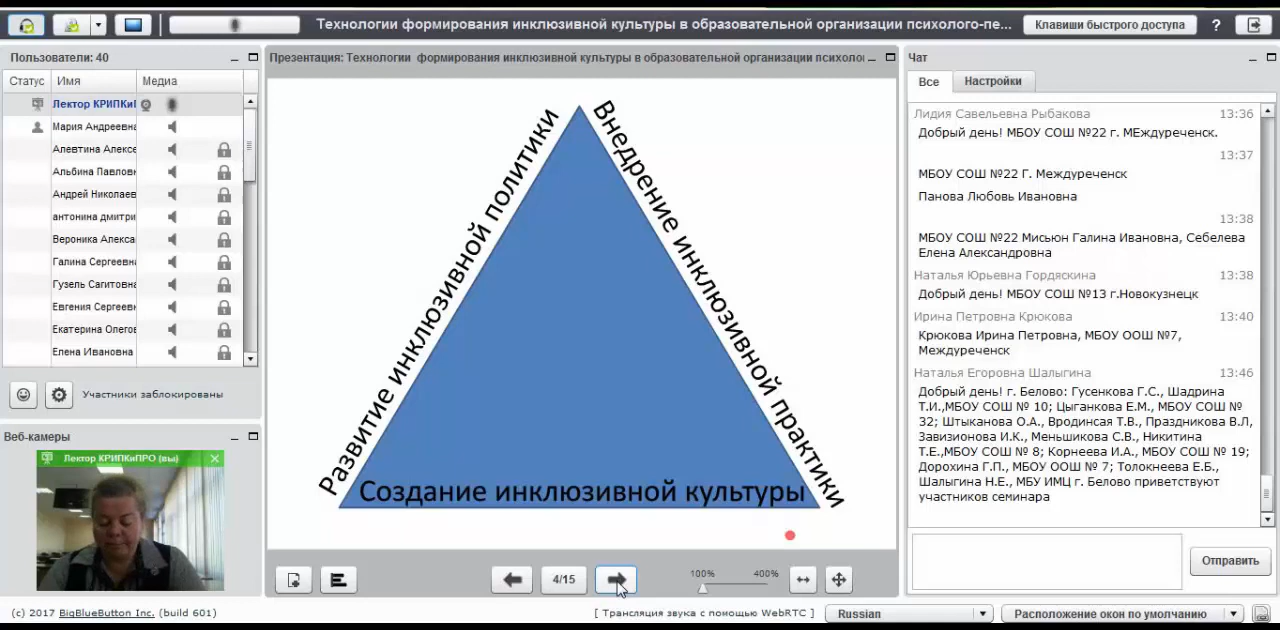 Технологии формирования инклюзивной культуры в образовательной организации психолого-пе...
Клавиши быстрого доступа
?
Пользователи: 40
Статус Имя Медиа
Лектор КРИПКиП
Мария Андреевна
Алевтина Алексе
Альбина Павловн
Андрей Николаев
антонина дмитри
Вероника Алекса
Галина Сергеевн
Гузель Сагитовна
Евгения Сергеевн
Екатерина Олегов
Елена Ивановна
Участники заблокированы
Веб-камеры
Лектор КРИПКиПРО (вы)
Презентация: Технологии формирования инклюзивной культуры в образовательной организации психолог
Развитие инклюзивной политики
Внедрение инклюзивной практики
Создание инклюзивной культуры
4/15
100% 400%
Чат
Все Настройки
Лидия Савельевна Рыбакова 13:36
Добрый день! МБОУ СОШ №22 г. МЕждуреченск.
13:37
МБОУ СОШ №22 Г. Междуреченск
Панова Любовь Ивановна
13:38
МБОУ СОШ №22 Мисьюн Галина Ивановна, Себелева
Елена Александровна
Наталья Юрьевна Гордяскина 13:38
Добрый день! МБОУ СОШ №13 г.Новокузнецк
Ирина Петровна Крюкова 13:40
Крюкова Ирина Петровна, МБОУ ООШ №7,
Междуреченск
Наталья Егоровна Шалыгина 13:46
Добрый день! г. Белово: Гусенкова Г.С., Шадрина
Т.И.,МБОУ СОШ № 10; Цыганкова Е.М., МБОУ СОШ №
32; Штыканова О.А., Вродинсая Т.В., Праздникова В.Л,
Завизионова И.К., Меньшикова С.В., Никитина
Т.Е.,МБОУ СОШ № 8; Корнеева И.А., МБОУ СОШ № 19;
Дорохина Г.П., МБОУ ООШ № 7; Толокнеева Е.Б.,
Шалыгина Н.Е., МБУ ИМЦ г. Белово приветствуют
участников семинара
Отправить
(c) 2017 BigBlueButton Inc. (build 601)
[ Трансляция звука с помощью WebRTC ]
Russian
Расположение окон по умолчанию